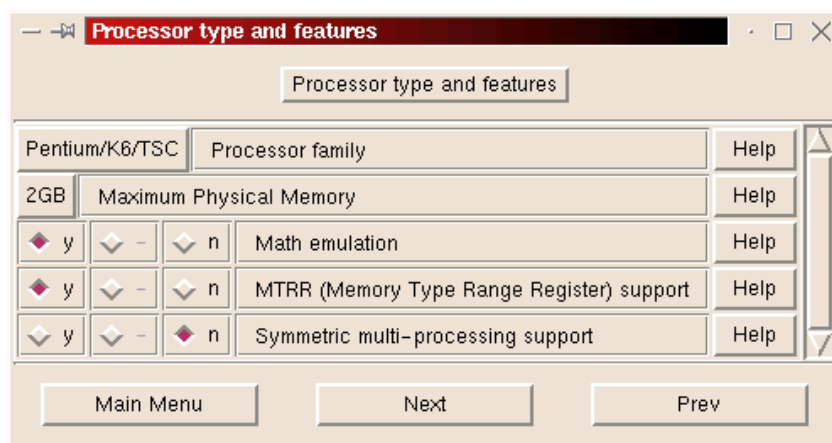 Processor type and features
Processor type and features
Pentium/K6/TSC Processor family Help
2GB Maximum Physical Memory Help
y - n Math emulation Help
y - n MTRR (Memory Type Range Register) support Help
y - n Symmetric multi-processing support Help
Main Menu Next Prev